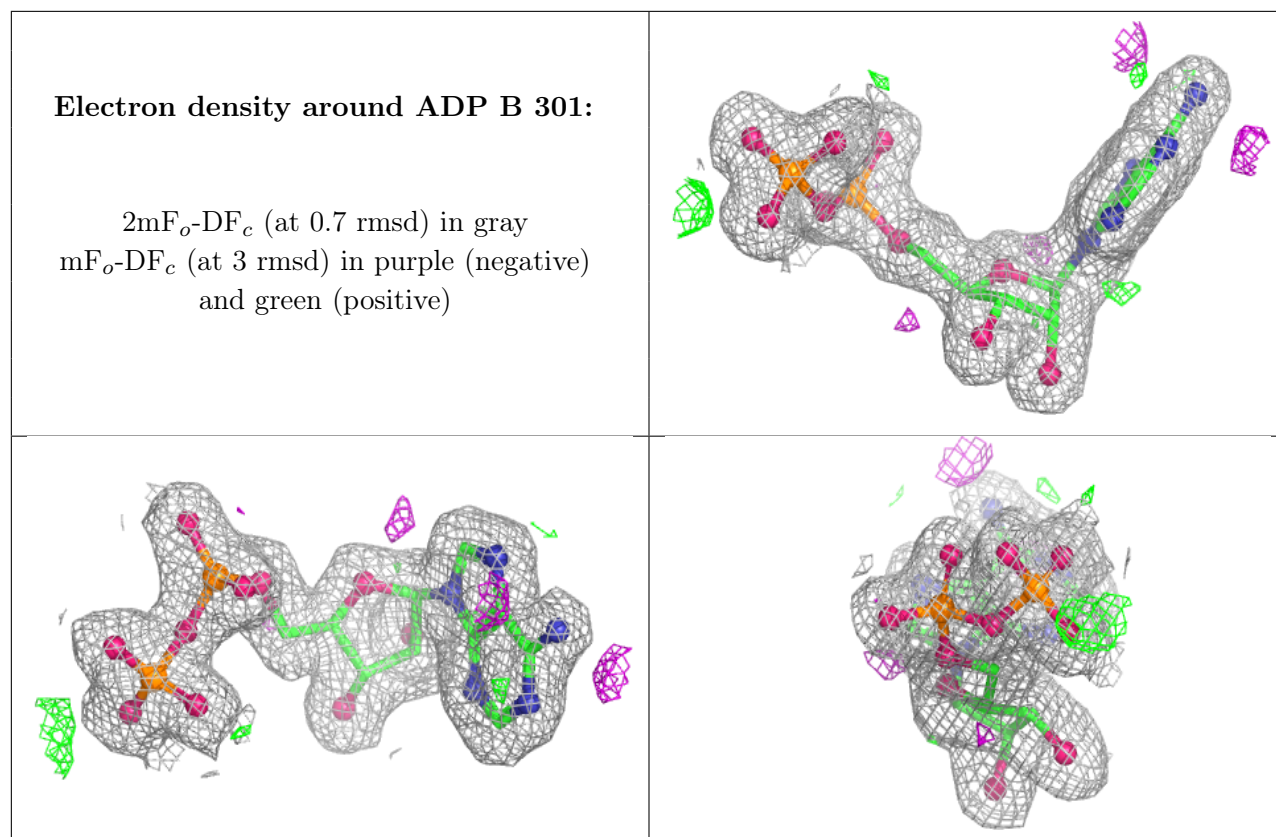 Electron density around ADP B 301:
2mFₒ-DF𝒸 (at 0.7 rmsd) in gray
mFₒ-DF𝒸 (at 3 rmsd) in purple (negative)
and green (positive)